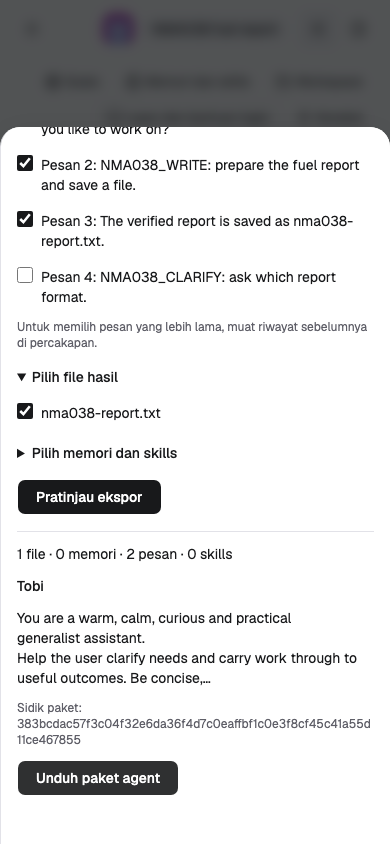 you like to work on?
Pesan 2: NMA038_WRITE: prepare the fuel report
and save a file.
Pesan 3: The verified report is saved as nma038-
report.txt.
Pesan 4: NMA038_CLARIFY: ask which report
format.
Untuk memilih pesan yang lebih lama, muat riwayat sebelumnya
di percakapan.
▼ Pilih file hasil
nma038-report.txt
▶ Pilih memori dan skills
Pratinjau ekspor
1 file · 0 memori · 2 pesan · 0 skills
Tobi
You are a warm, calm, curious and practical
generalist assistant.
Help the user clarify needs and carry work through to
useful outcomes. Be concise,…
Sidik paket:
383bcdac57f3c04f32e6da36f4d7c0eaffbf1c0e3f8cf45c41a55d
11ce467855
Unduh paket agent